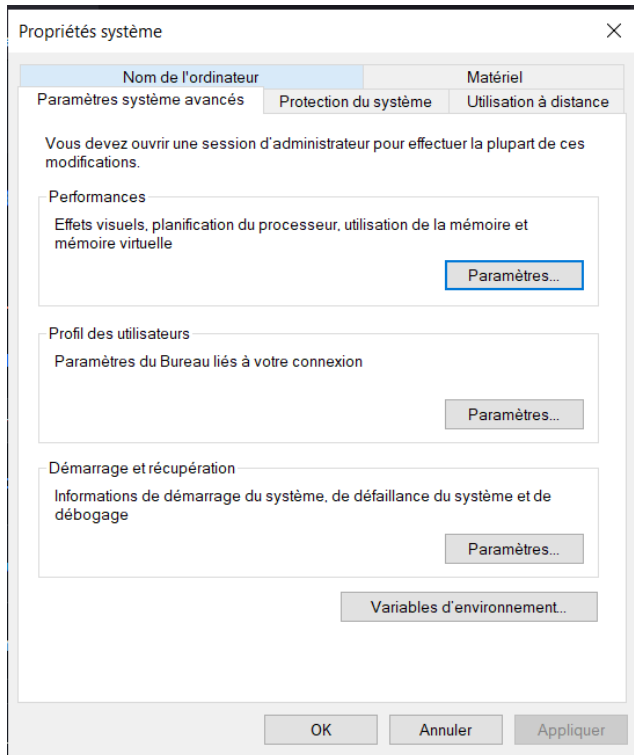 Propriétés système
Nom de l'ordinateur
Matériel
Paramètres système avancés
Protection du système
Utilisation à distance
Vous devez ouvrir une session d'administrateur pour effectuer la plupart de ces
modifications.
Performances
Effets visuels, planification du processeur, utilisation de la mémoire et
mémoire virtuelle
Paramètres...
Profil des utilisateurs
Paramètres du Bureau liés à votre connexion
Paramètres...
Démarrage et récupération
Informations de démarrage du système, de défaillance du système et de
débogage
Paramètres...
Variables d'environnement...
OK
Annuler
Appliquer